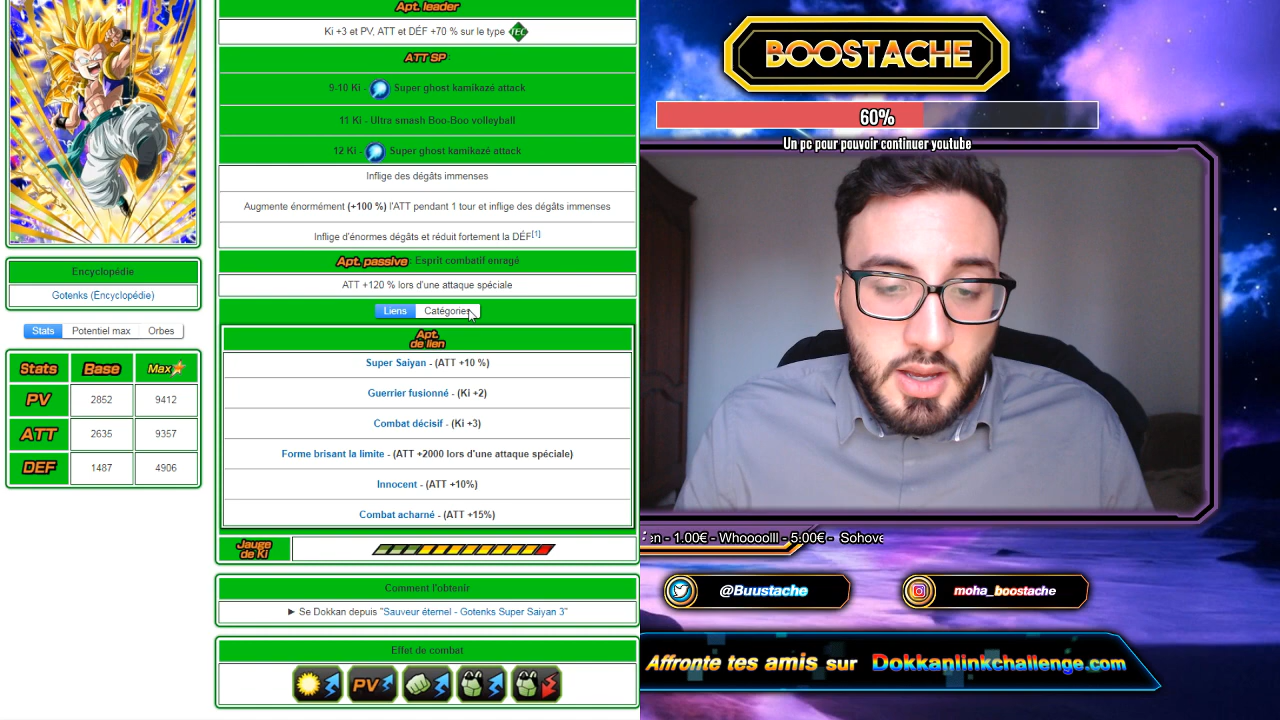 Apt. leader
Ki +3 et PV, ATT et DÉF +70 % sur le type TEC
ATT SP:
9-10 Ki - Super ghost kamikazé attack
11 Ki - Ultra smash Boo-Boo volleyball
12 Ki - Super ghost kamikazé attack
Inflige des dégâts immenses
Augmente énormément (+100 %) l'ATT pendant 1 tour et inflige des dégâts immenses
Inflige d'énormes dégâts et réduit fortement la DÉF[1]
Apt. passive: Esprit combatif enragé
ATT +120 % lors d'une attaque spéciale
Liens Catégories
Apt.
de lien
Super Saiyan - (ATT +10 %)
Guerrier fusionné - (Ki +2)
Combat décisif - (Ki +3)
Forme brisant la limite - (ATT +2000 lors d'une attaque spéciale)
Innocent - (ATT +10%)
Combat acharné - (ATT +15%)
Jauge
de Ki
Comment l'obtenir
► Se Dokkan depuis "Sauveur éternel - Gotenks Super Saiyan 3"
Effet de combat
PV
Encyclopédie
Gotenks (Encyclopédie)
Stats Potentiel max Orbes
Stats Base Max
PV 2852 9412
ATT 2635 9357
DEF 1487 4906
BOOSTACHE
60%
Un pc pour pouvoir continuer youtube
en - 1.00€ - Whoooolll - 5.00€ - Sohove
@Buustache
moha_boostache
Affronte tes amis sur Dokkanlinkchallenge.com